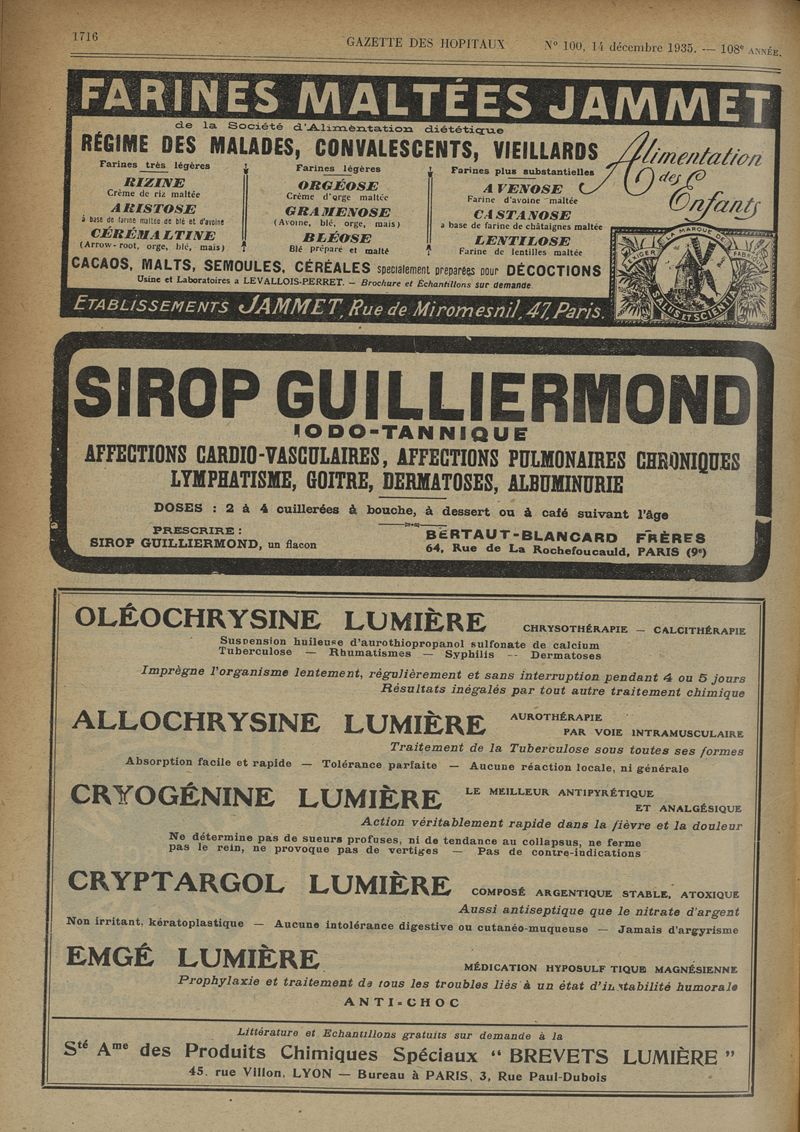 1716
GAZETTE DES HOPITAUX
N° 100, 14 décembre 1935. — 108e ANNÉE.
FARINES MALTÉES JAMMET
de la Société d'Alimentation diététique
RÉGIME DES MALADES, CONVALESCENTS, VIEILLARDS
Farines très légères
RIZINE
Crème de riz maltée
ARISTOSE
à base de farine maltée de blé et d'avoine
CÉRÉMALTINE
(Arrow-root, orge, blé, maïs)
Farines légères
ORGÉOSE
Crème d'orge maltée
GRAMENOSE
(Avoine, blé, orge, maïs)
BLÉOSE
Blé préparé et malté
Farines plus substantielles
AVENOSE
Farine d'avoine maltée
CASTANOSE
à base de farine de châtaignes maltée
LENTILOSE
Farine de lentilles maltée
Alimentation
des
Enfants
EXIGER LA MARQUE DE FABRIQUE
SALUS ET SCIENTIA
CACAOS, MALTS, SEMOULES, CÉRÉALES specialement preparées pour DÉCOCTIONS
Usine et Laboratoires a LEVALLOIS-PERRET. — Brochure et Échantillons sur demande
ETABLISSEMENTS JAMMET, Rue de Miromesnil, 47, Paris.
SIROP GUILLIERMOND
IODO-TANNIQUE
AFFECTIONS CARDIO-VASCULAIRES, AFFECTIONS PULMONAIRES CHRONIQUES
LYMPHATISME, GOITRE, DERMATOSES, ALBUMINURIE
DOSES : 2 à 4 cuillerées à bouche, à dessert ou à café suivant l'âge
PRESCRIRE :
SIROP GUILLIERMOND, un flacon
BERTAUT-BLANCARD FRÈRES
64, Rue de La Rochefoucauld, PARIS (9e)
OLÉOCHRYSINE LUMIÈRE CHRYSOTHÉRAPIE — CALCITHÉRAPIE
Suspension huileuse d'aurothiopropanol sulfonate de calcium
Tuberculose — Rhumatismes — Syphilis — Dermatoses
Imprègne l'organisme lentement, régulièrement et sans interruption pendant 4 ou 5 jours
Résultats inégalés par tout autre traitement chimique
ALLOCHRYSINE LUMIÈRE AUROTHÉRAPIE
PAR VOIE INTRAMUSCULAIRE
Traitement de la Tuberculose sous toutes ses formes
Absorption facile et rapide — Tolérance parfaite — Aucune réaction locale, ni générale
CRYOGÉNINE LUMIÈRE LE MEILLEUR ANTIPYRÉTIQUE
ET ANALGÉSIQUE
Action véritablement rapide dans la fièvre et la douleur
Ne détermine pas de sueurs profuses, ni de tendance au collapsus, ne ferme
pas le rein, ne provoque pas de vertiges — Pas de contre-indications
CRYPTARGOL LUMIÈRE COMPOSÉ ARGENTIQUE STABLE, ATOXIQUE
Aussi antiseptique que le nitrate d'argent
Non irritant, kératoplastique — Aucune intolérance digestive ou cutanéo-muqueuse — Jamais d'argyrisme
EMGÉ LUMIÈRE
MÉDICATION HYPOSULF TIQUE MAGNÉSIENNE
Prophylaxie et traitement de tous les troubles liés à un état d'instabilité humorale
ANTI-CHOC
Littérature et Echantillons gratuits sur demande à la
Sté Ame des Produits Chimiques Spéciaux “ BREVETS LUMIÈRE ”
45, rue Villon, LYON — Bureau à PARIS, 3, Rue Paul-Dubois